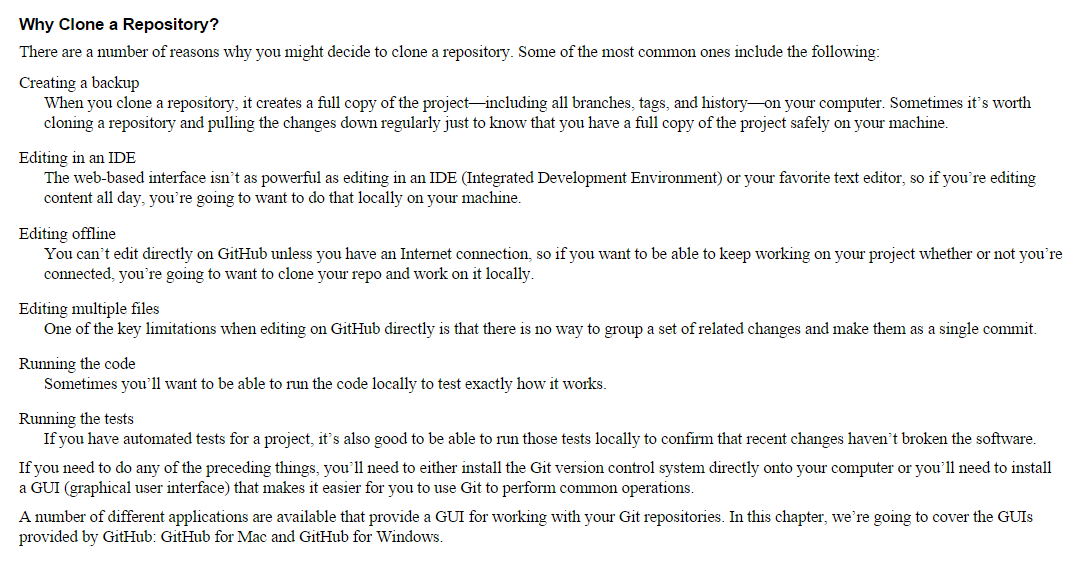 Why Clone a Repository?
There are a number of reasons why you might decide to clone a repository. Some of the most common ones include the following:
Creating a backup
When you clone a repository, it creates a full copy of the project—including all branches, tags, and history—on your computer. Sometimes it's worth
cloning a repository and pulling the changes down regularly just to know that you have a full copy of the project safely on your machine.
Editing in an IDE
The web-based interface isn't as powerful as editing in an IDE (Integrated Development Environment) or your favorite text editor, so if you're editing
content all day, you're going to want to do that locally on your machine.
Editing offline
You can't edit directly on GitHub unless you have an Internet connection, so if you want to be able to keep working on your project whether or not you're
connected, you're going to want to clone your repo and work on it locally.
Editing multiple files
One of the key limitations when editing on GitHub directly is that there is no way to group a set of related changes and make them as a single commit.
Running the code
Sometimes you'll want to be able to run the code locally to test exactly how it works.
Running the tests
If you have automated tests for a project, it's also good to be able to run those tests locally to confirm that recent changes haven't broken the software.
If you need to do any of the preceding things, you'll need to either install the Git version control system directly onto your computer or you'll need to install
a GUI (graphical user interface) that makes it easier for you to use Git to perform common operations.
A number of different applications are available that provide a GUI for working with your Git repositories. In this chapter, we're going to cover the GUIs
provided by GitHub: GitHub for Mac and GitHub for Windows.